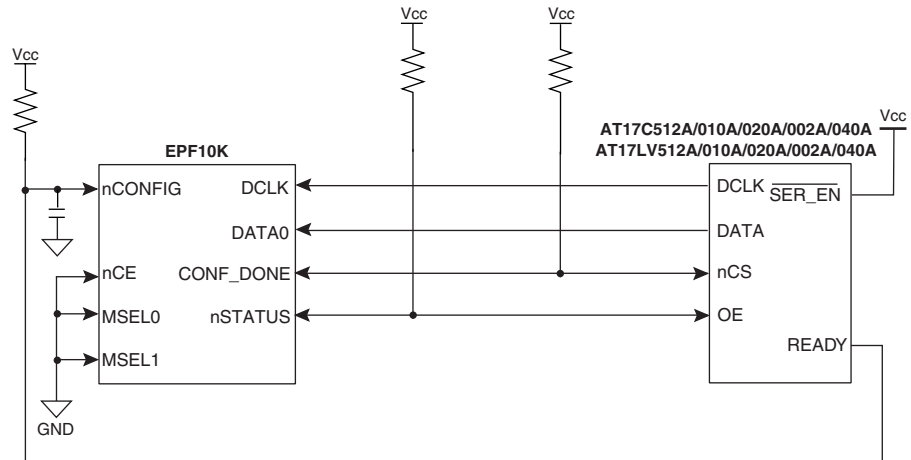 Vcc
Vcc
Vcc
Vcc
AT17C512A/010A/020A/002A/040A
AT17LV512A/010A/020A/002A/040A
EPF10K
nCONFIG
DCLK
DCLK
SER_EN
DATA0
DATA
nCE
CONF_DONE
nCS
MSEL0
nSTATUS
OE
MSEL1
READY
GND